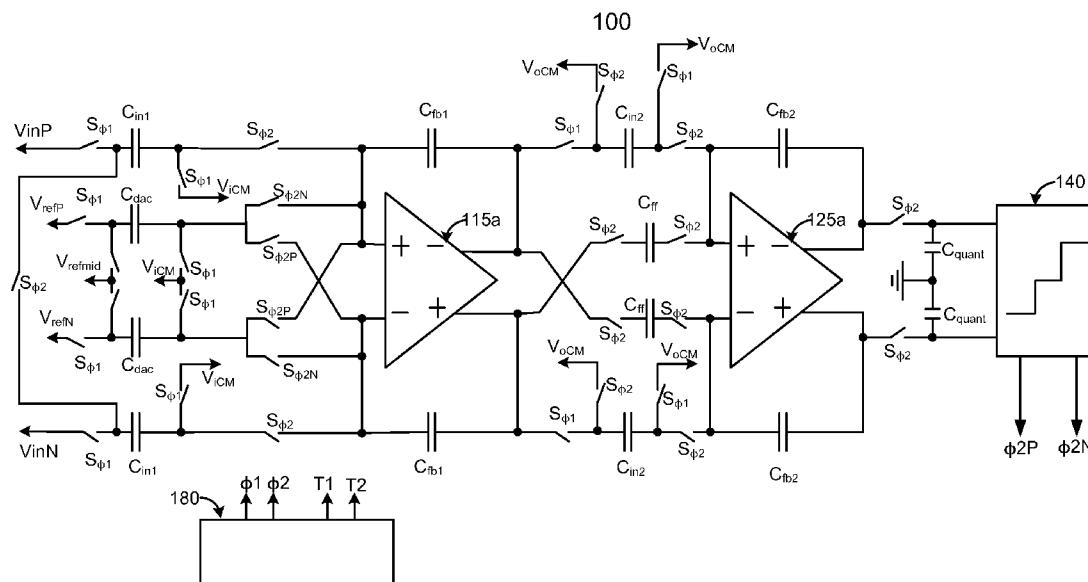 100
VoCM
VoCM
Sϕ2
Sϕ1
140
VinP
Sϕ1
Cin1
Sϕ2
Cfb1
Sϕ1
Cin2
Sϕ2
Cfb2
Sϕ1
ViCM
VrefP
Sϕ1
Cdac
Sϕ2N
115a
Sϕ2
Cff
Sϕ2
125a
Sϕ2
Sϕ2P
+
−
+
−
Cquant
Sϕ2
Vrefmid
ViCM
Sϕ1
Sϕ1
VrefN
Sϕ1
Cdac
Sϕ2P
−
+
Sϕ2
Cff
Sϕ2
−
+
Cquant
Sϕ2
Sϕ2N
ViCM
Sϕ1
VoCM
Sϕ2
VoCM
Sϕ1
VinN
Sϕ1
Cin1
Sϕ2
Cfb1
Sϕ1
Cin2
Sϕ2
Cfb2
ϕ2P
ϕ2N
180
ϕ1
ϕ2
T1
T2